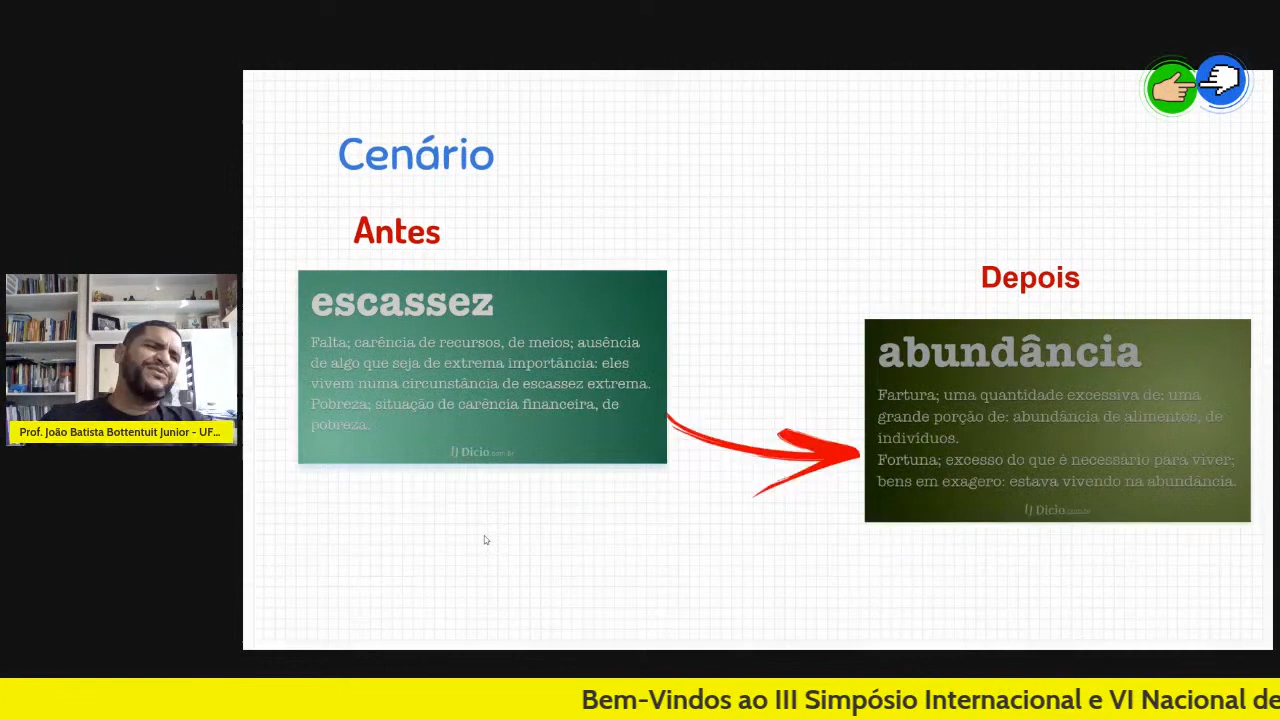 Cenário
Antes
escassez
Falta; carência de recursos, de meios; ausência
de algo que seja de extrema importância: eles
vivem numa circunstância de escassez extrema.
Pobreza; situação de carência financeira, de
pobreza.
Dicio.com.br
Depois
abundância
Fartura; uma quantidade excessiva de: uma
grande porção de: abundância de alimentos, de
indivíduos.
Fortuna; excesso do que é necessário para viver;
bens em exagero: estava vivendo na abundância.
Dicio.com.br
Prof. João Batista Bottentuit Junior - UF...
Bem-Vindos ao III Simpósio Internacional e VI Nacional de